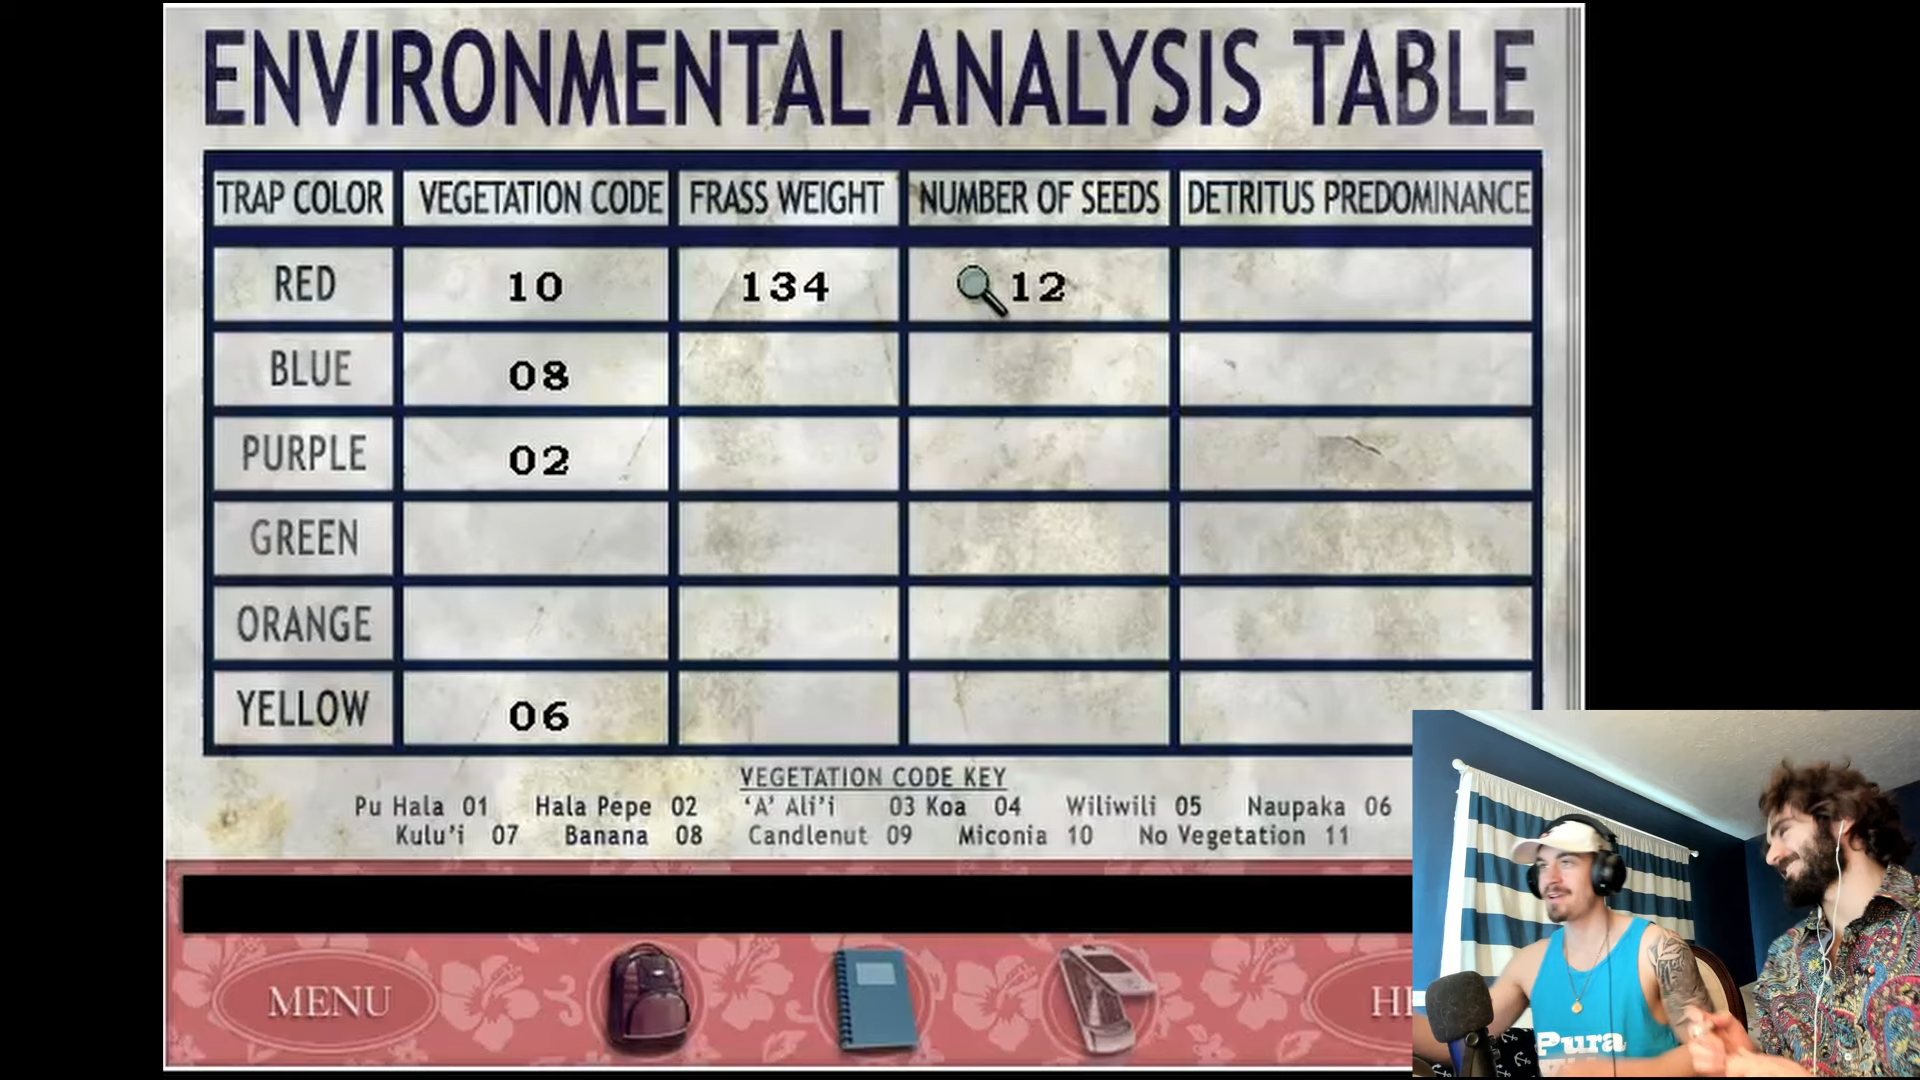 ENVIRONMENTAL ANALYSIS TABLE
TRAP COLOR VEGETATION CODE FRASS WEIGHT NUMBER OF SEEDS DETRITUS PREDOMINANCE
RED 10 134 12
BLUE 08
PURPLE 02
GREEN
ORANGE
YELLOW 06
VEGETATION CODE KEY
Pu Hala 01 Hala Pepe 02 'A' Ali'i 03 Koa 04 Wiliwili 05 Naupaka 06
Kulu'i 07 Banana 08 Candlenut 09 Miconia 10 No Vegetation 11
MENU
Pura